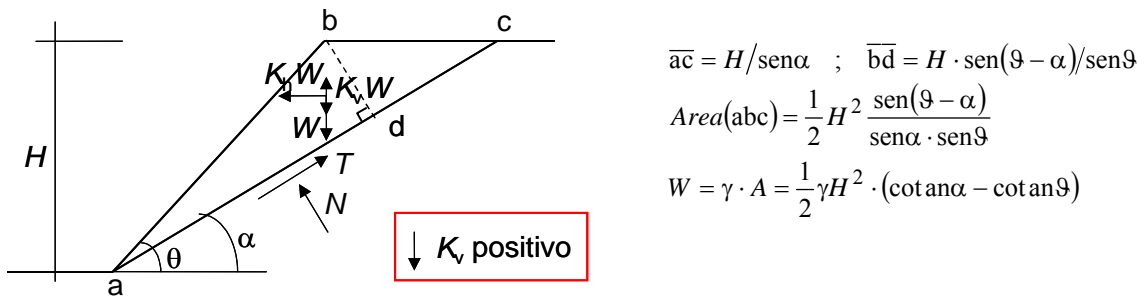 b
c
K_h W
K_v W
W
d
H
T
N
α
θ
a
↓ K_v positivo
ac̅ = H/senα ; bd̅ = H · sen(ϑ − α)/senϑ
Area(abc) = 1/2 H² sen(ϑ − α)/senα · senϑ
W = γ · A = 1/2 γH² · (cotanα − cotanϑ)